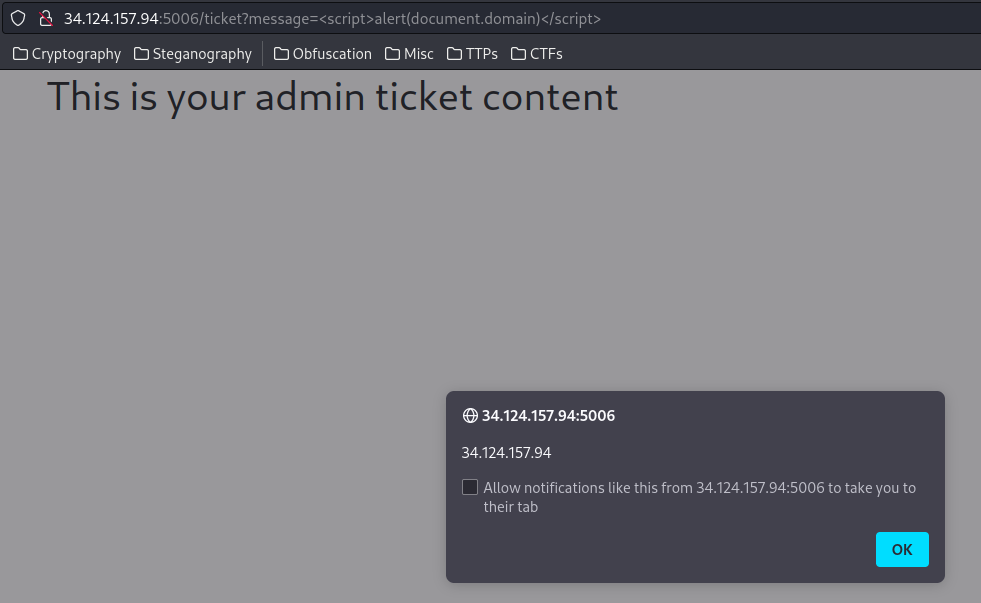 34.124.157.94:5006/ticket?message=<script>alert(document.domain)</script>
Cryptography Steganography Obfuscation Misc TTPs CTFs
This is your admin ticket content
34.124.157.94:5006
34.124.157.94
Allow notifications like this from 34.124.157.94:5006 to take you to
their tab
OK